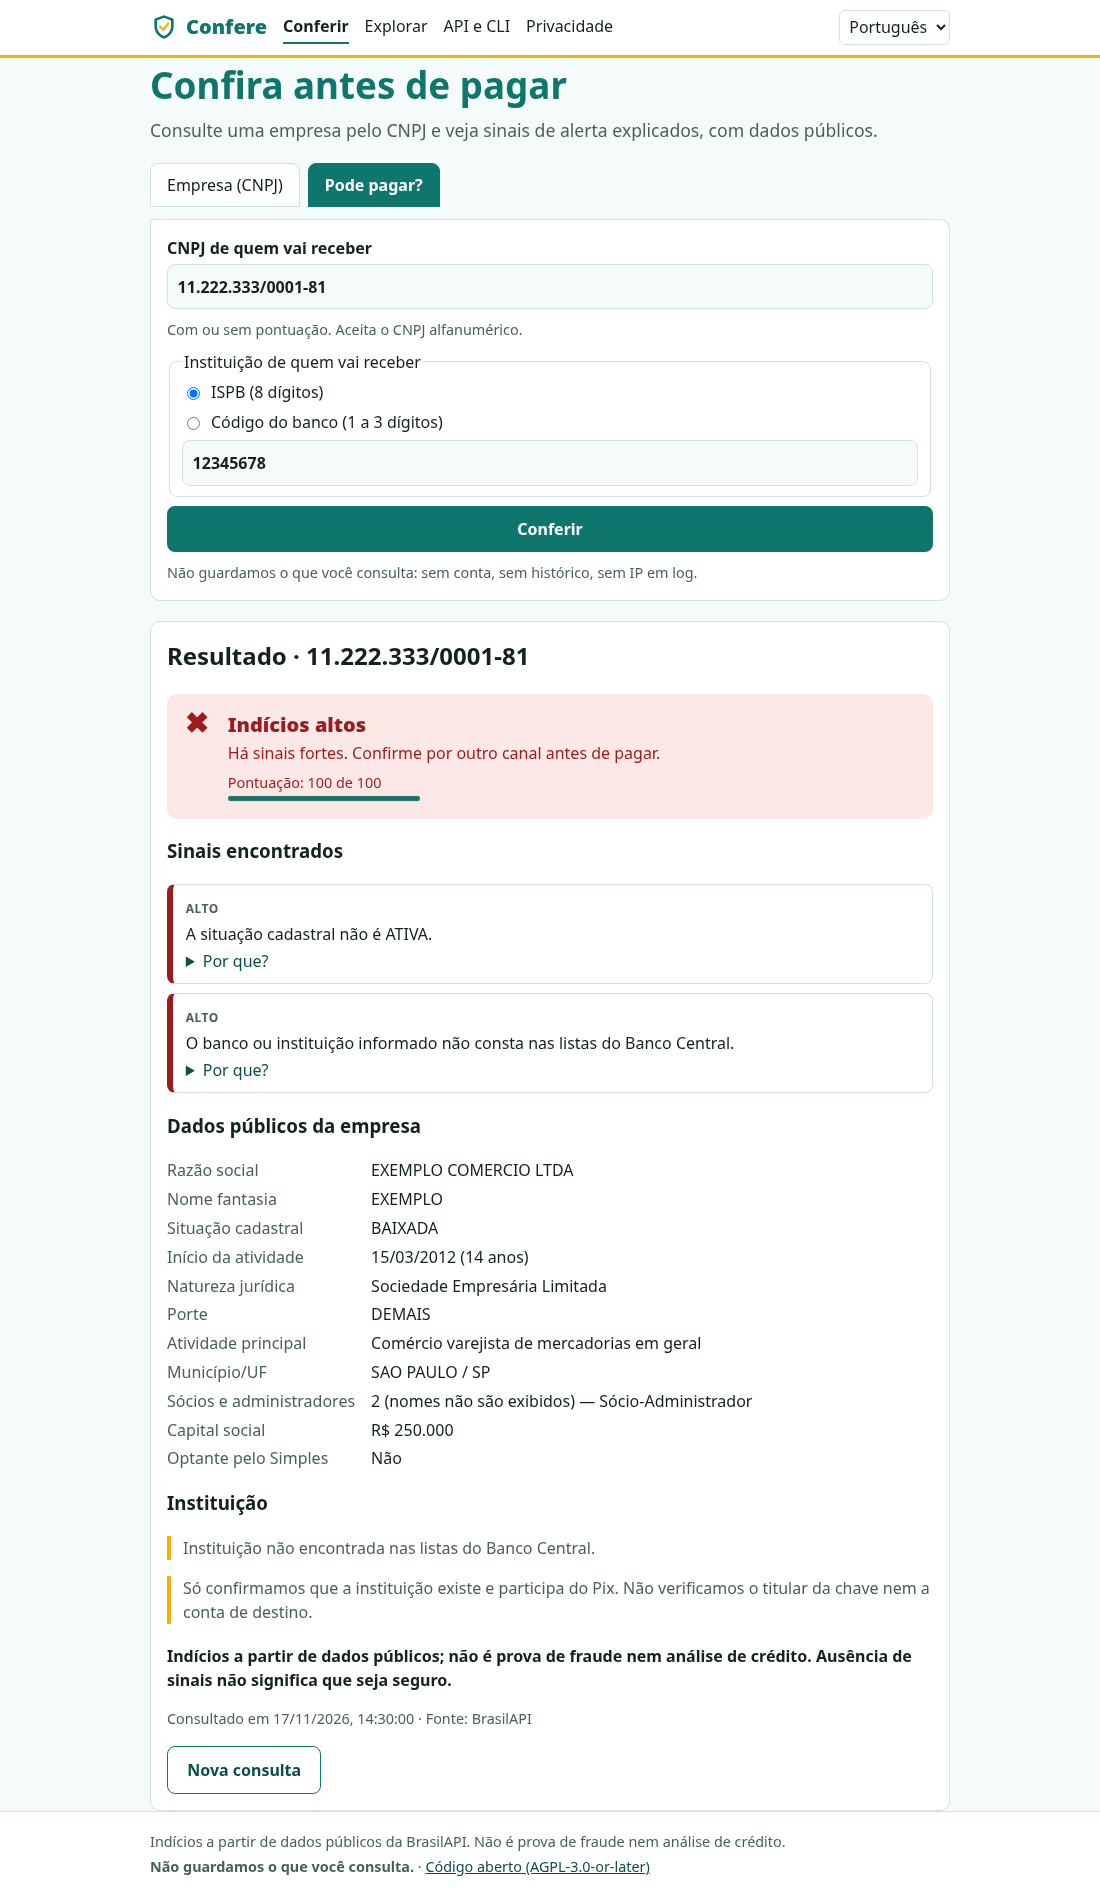 Confere
Conferir
Explorar
API e CLI
Privacidade
Português
Confira antes de pagar
Consulte uma empresa pelo CNPJ e veja sinais de alerta explicados, com dados públicos.
Empresa (CNPJ)
Pode pagar?
CNPJ de quem vai receber
11.222.333/0001-81
Com ou sem pontuação. Aceita o CNPJ alfanumérico.
Instituição de quem vai receber
ISPB (8 dígitos)
Código do banco (1 a 3 dígitos)
12345678
Conferir
Não guardamos o que você consulta: sem conta, sem histórico, sem IP em log.
Resultado · 11.222.333/0001-81
Indícios altos
Há sinais fortes. Confirme por outro canal antes de pagar.
Pontuação: 100 de 100
Sinais encontrados
ALTO
A situação cadastral não é ATIVA.
Por que?
ALTO
O banco ou instituição informado não consta nas listas do Banco Central.
Por que?
Dados públicos da empresa
Razão social EXEMPLO COMERCIO LTDA
Nome fantasia EXEMPLO
Situação cadastral BAIXADA
Início da atividade 15/03/2012 (14 anos)
Natureza jurídica Sociedade Empresária Limitada
Porte DEMAIS
Atividade principal Comércio varejista de mercadorias em geral
Município/UF SAO PAULO / SP
Sócios e administradores 2 (nomes não são exibidos) — Sócio-Administrador
Capital social R$ 250.000
Optante pelo Simples Não
Instituição
Instituição não encontrada nas listas do Banco Central.
Só confirmamos que a instituição existe e participa do Pix. Não verificamos o titular da chave nem a
conta de destino.
Indícios a partir de dados públicos; não é prova de fraude nem análise de crédito. Ausência de
sinais não significa que seja seguro.
Consultado em 17/11/2026, 14:30:00 · Fonte: BrasilAPI
Nova consulta
Indícios a partir de dados públicos da BrasilAPI. Não é prova de fraude nem análise de crédito.
Não guardamos o que você consulta. · Código aberto (AGPL-3.0-or-later)